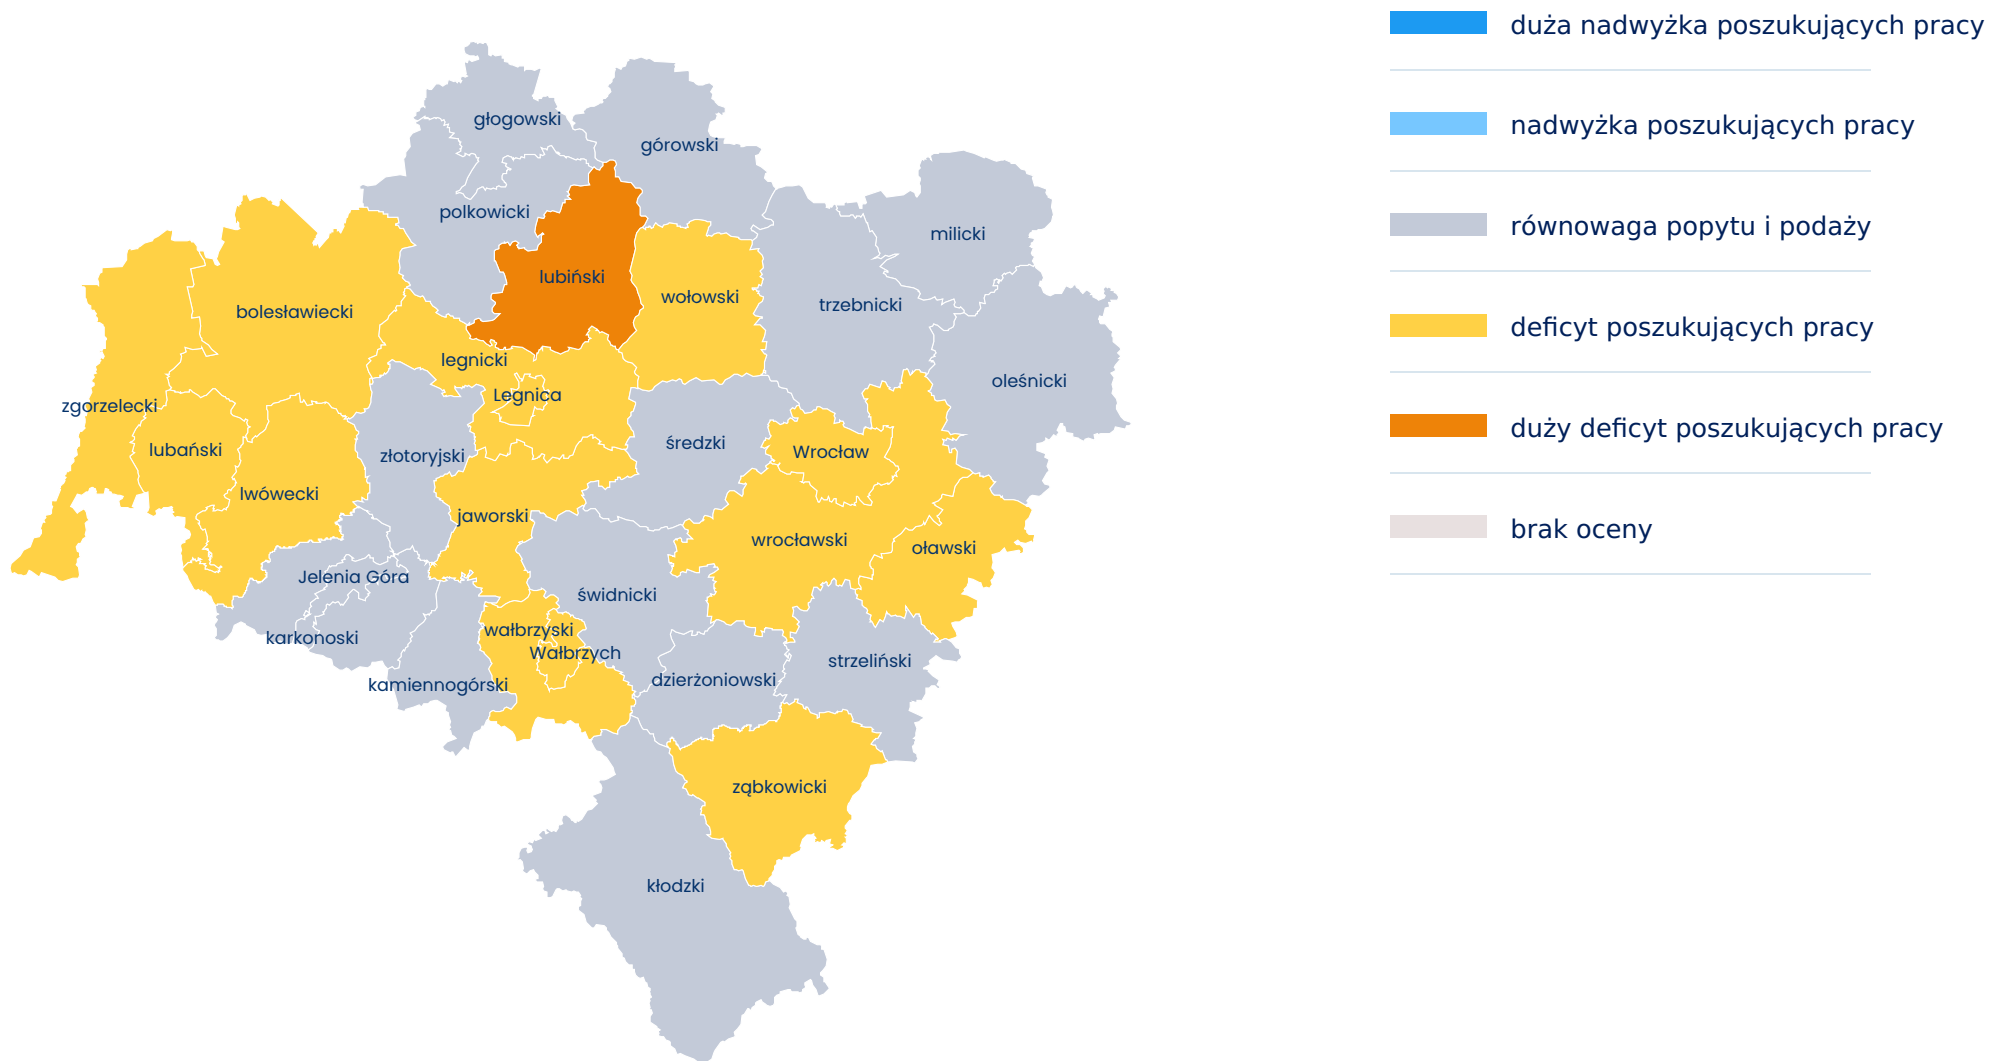 duża nadwyżka poszukujących pracy
nadwyżka poszukujących pracy
równowaga popytu i podaży
deficyt poszukujących pracy
duży deficyt poszukujących pracy
brak oceny
głogowski
górowski
polkowicki
milicki
lubiński
wołowski
trzebnicki
bolesławiecki
legnicki
oleśnicki
Legnica
zgorzelecki
średzki
lubański
Wrocław
złotoryjski
lwówecki
jaworski
wrocławski
oławski
Jelenia Góra
świdnicki
wałbrzyski
karkonoski
Wałbrzych
strzeliński
dzierżoniowski
kamiennogórski
ząbkowicki
kłodzki